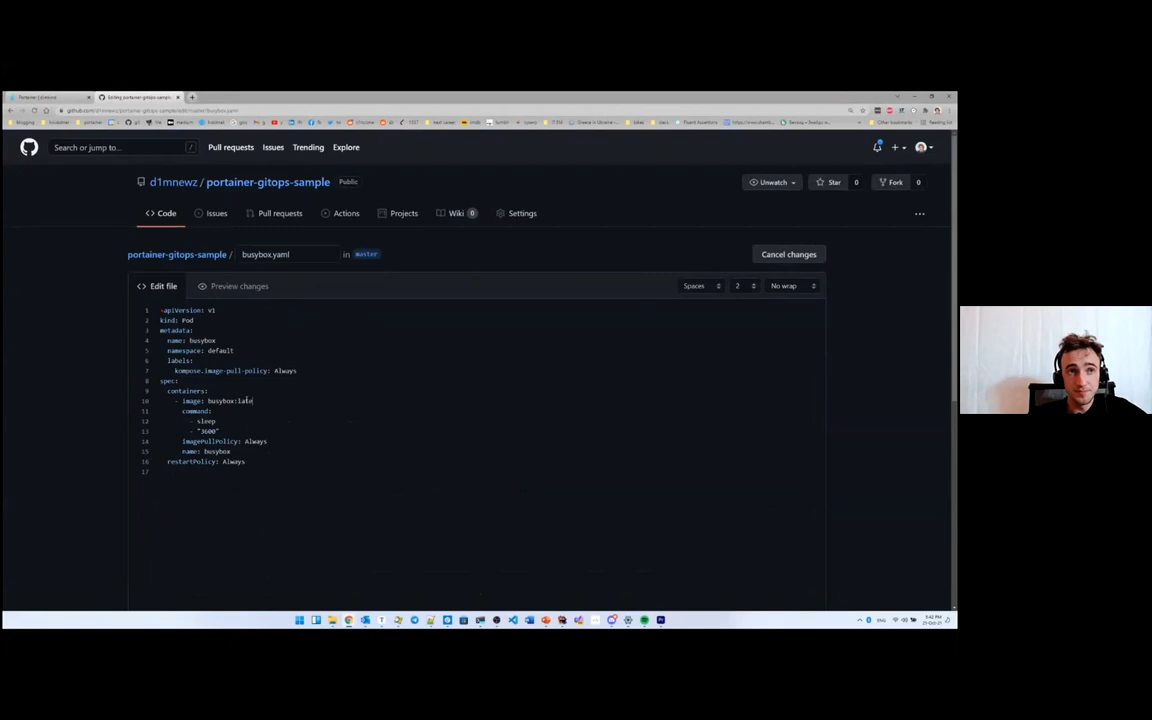 Editing portainer-gitops-sample
Search or jump to...
/
Pull requests
Issues
Trending
Explore
d1mnewz / portainer-gitops-sample
Public
Unwatch
Star
0
Fork
0
Code
Issues
Pull requests
Actions
Projects
Wiki
0
Settings
portainer-gitops-sample /
busybox.yaml
in
master
Cancel changes
Edit file
Preview changes
Spaces
2
No wrap
1 apiVersion: v1
2 kind: Pod
3 metadata:
4 name: busybox
5 namespace: default
6 labels:
7 kompose.image-pull-policy: Always
8 spec:
9 containers:
10 - image: busybox:late
11 command:
12 - sleep
13 - "3600"
14 imagePullPolicy: Always
15 name: busybox
16 restartPolicy: Always
17